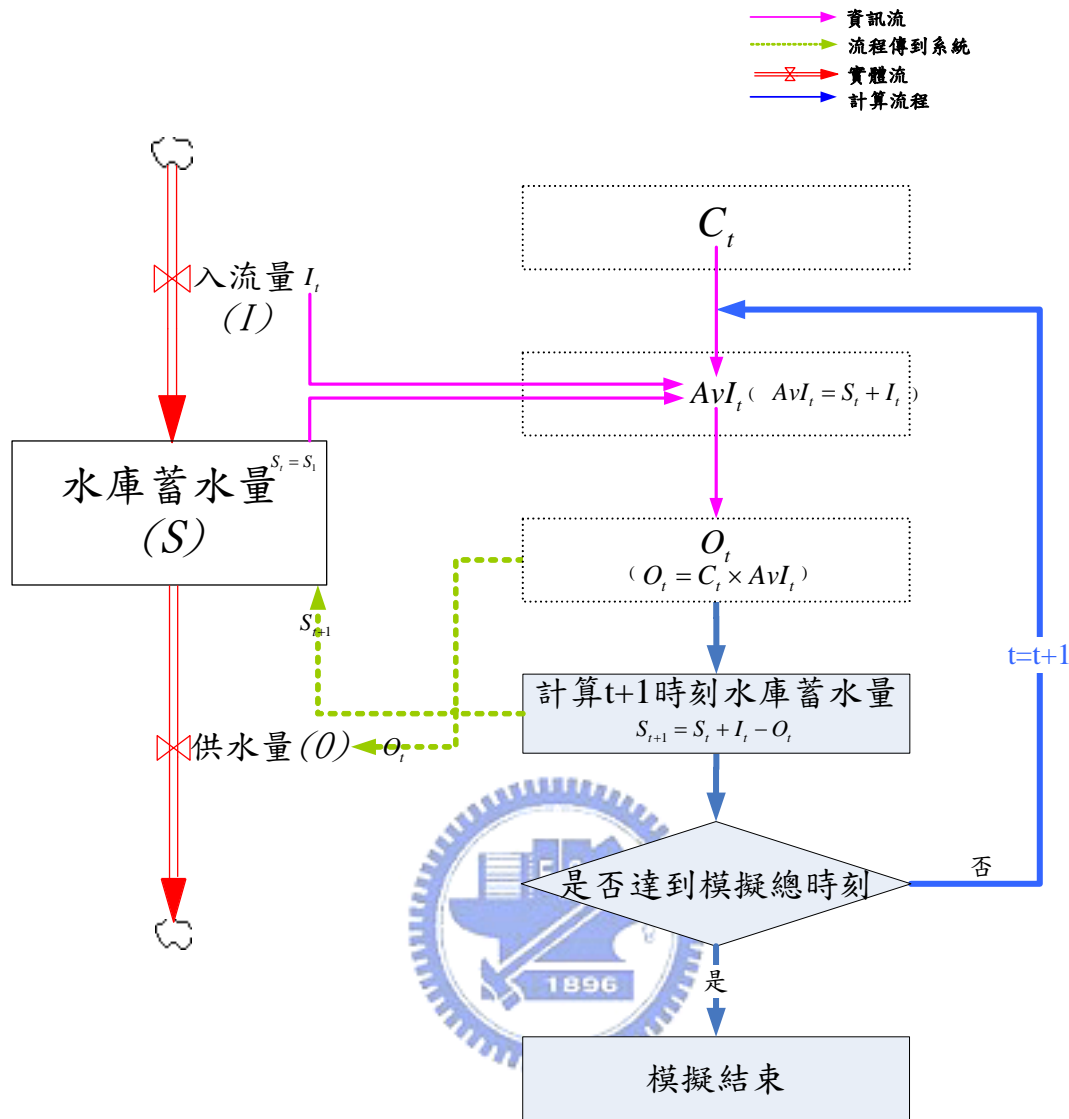 資訊流
流程傳到系統
實體流
計算流程
C_t
入流量 I_t
(I)
AvI_t ( AvI_t = S_t + I_t )
S_t = S_1
水庫蓄水量
(S)
O_t
( O_t = C_t × AvI_t )
S_{t+1}
t=t+1
計算t+1時刻水庫蓄水量
S_{t+1} = S_t + I_t − O_t
供水量(O) O_t
是否達到模擬總時刻
否
是
1896
模擬結束